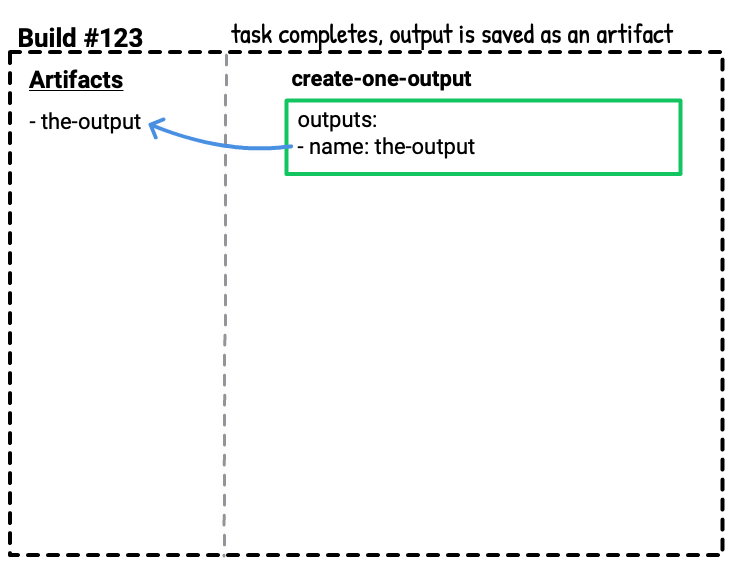 Build #123
task completes, output is saved as an artifact
Artifacts
- the-output
create-one-output
outputs:
- name: the-output